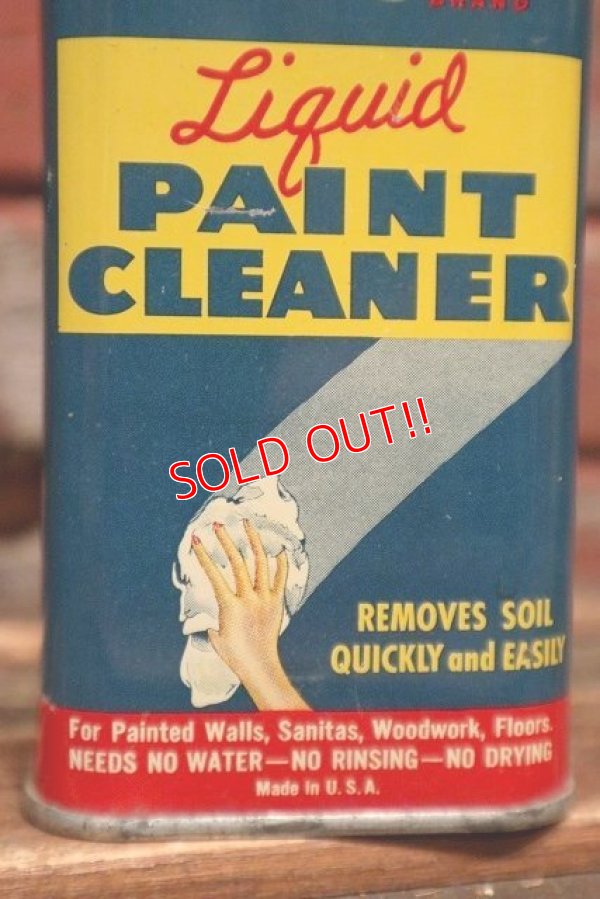 BRAND
Liquid
PAINT
CLEANER
SOLD OUT!!
REMOVES SOIL
QUICKLY and EASILY
For Painted Walls, Sanitas, Woodwork, Floors.
NEEDS NO WATER—NO RINSING—NO DRYING
Made in U.S.A.